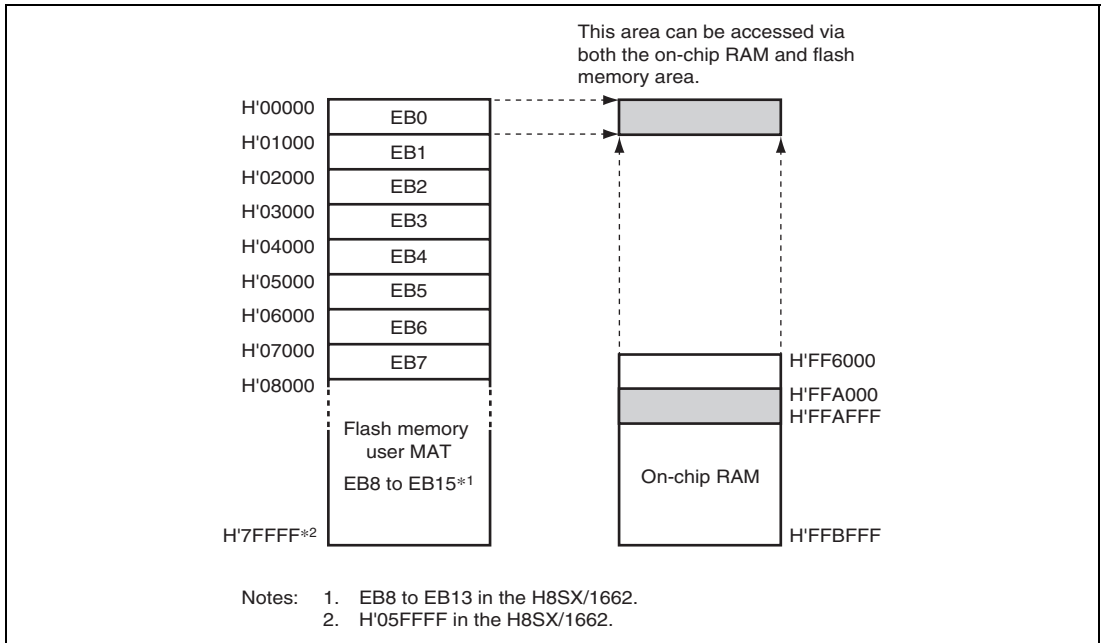 This area can be accessed via
both the on-chip RAM and flash
memory area.
H'00000
EB0
H'01000
EB1
H'02000
EB2
H'03000
EB3
H'04000
EB4
H'05000
EB5
H'06000
EB6
H'07000
EB7
H'08000
Flash memory
user MAT
EB8 to EB15*1
H'7FFFF*2
H'FF6000
H'FFA000
H'FFAFFF
On-chip RAM
H'FFBFFF
Notes: 1. EB8 to EB13 in the H8SX/1662.
2. H'05FFFF in the H8SX/1662.